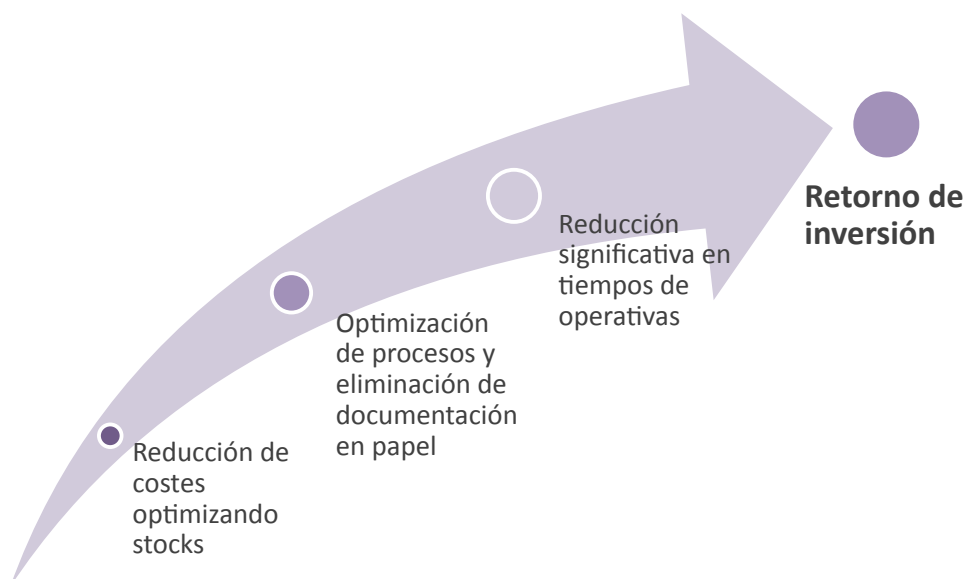 Reducción de
costes
optimizando
stocks
Optimización
de procesos y
eliminación de
documentación
en papel
Reducción
significativa en
tiempos de
operativas
Retorno de
inversión